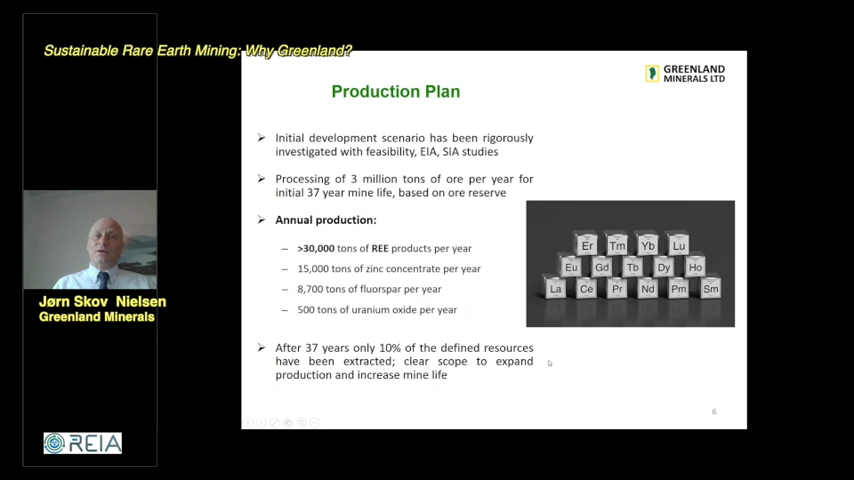 Sustainable Rare Earth Mining: Why Greenland?
GREENLAND
MINERALS LTD
Production Plan
Initial development scenario has been rigorously
investigated with feasibility, EIA, SIA studies
Processing of 3 million tons of ore per year for
initial 37 year mine life, based on ore reserve
Annual production:
– >30,000 tons of REE products per year
– 15,000 tons of zinc concentrate per year
– 8,700 tons of fluorspar per year
– 500 tons of uranium oxide per year
After 37 years only 10% of the defined resources
have been extracted; clear scope to expand
production and increase mine life
Er Tm Yb Lu
Eu Gd Tb Dy Ho
La Ce Pr Nd Pm Sm
6
Jørn Skov Nielsen
Greenland Minerals
REIA